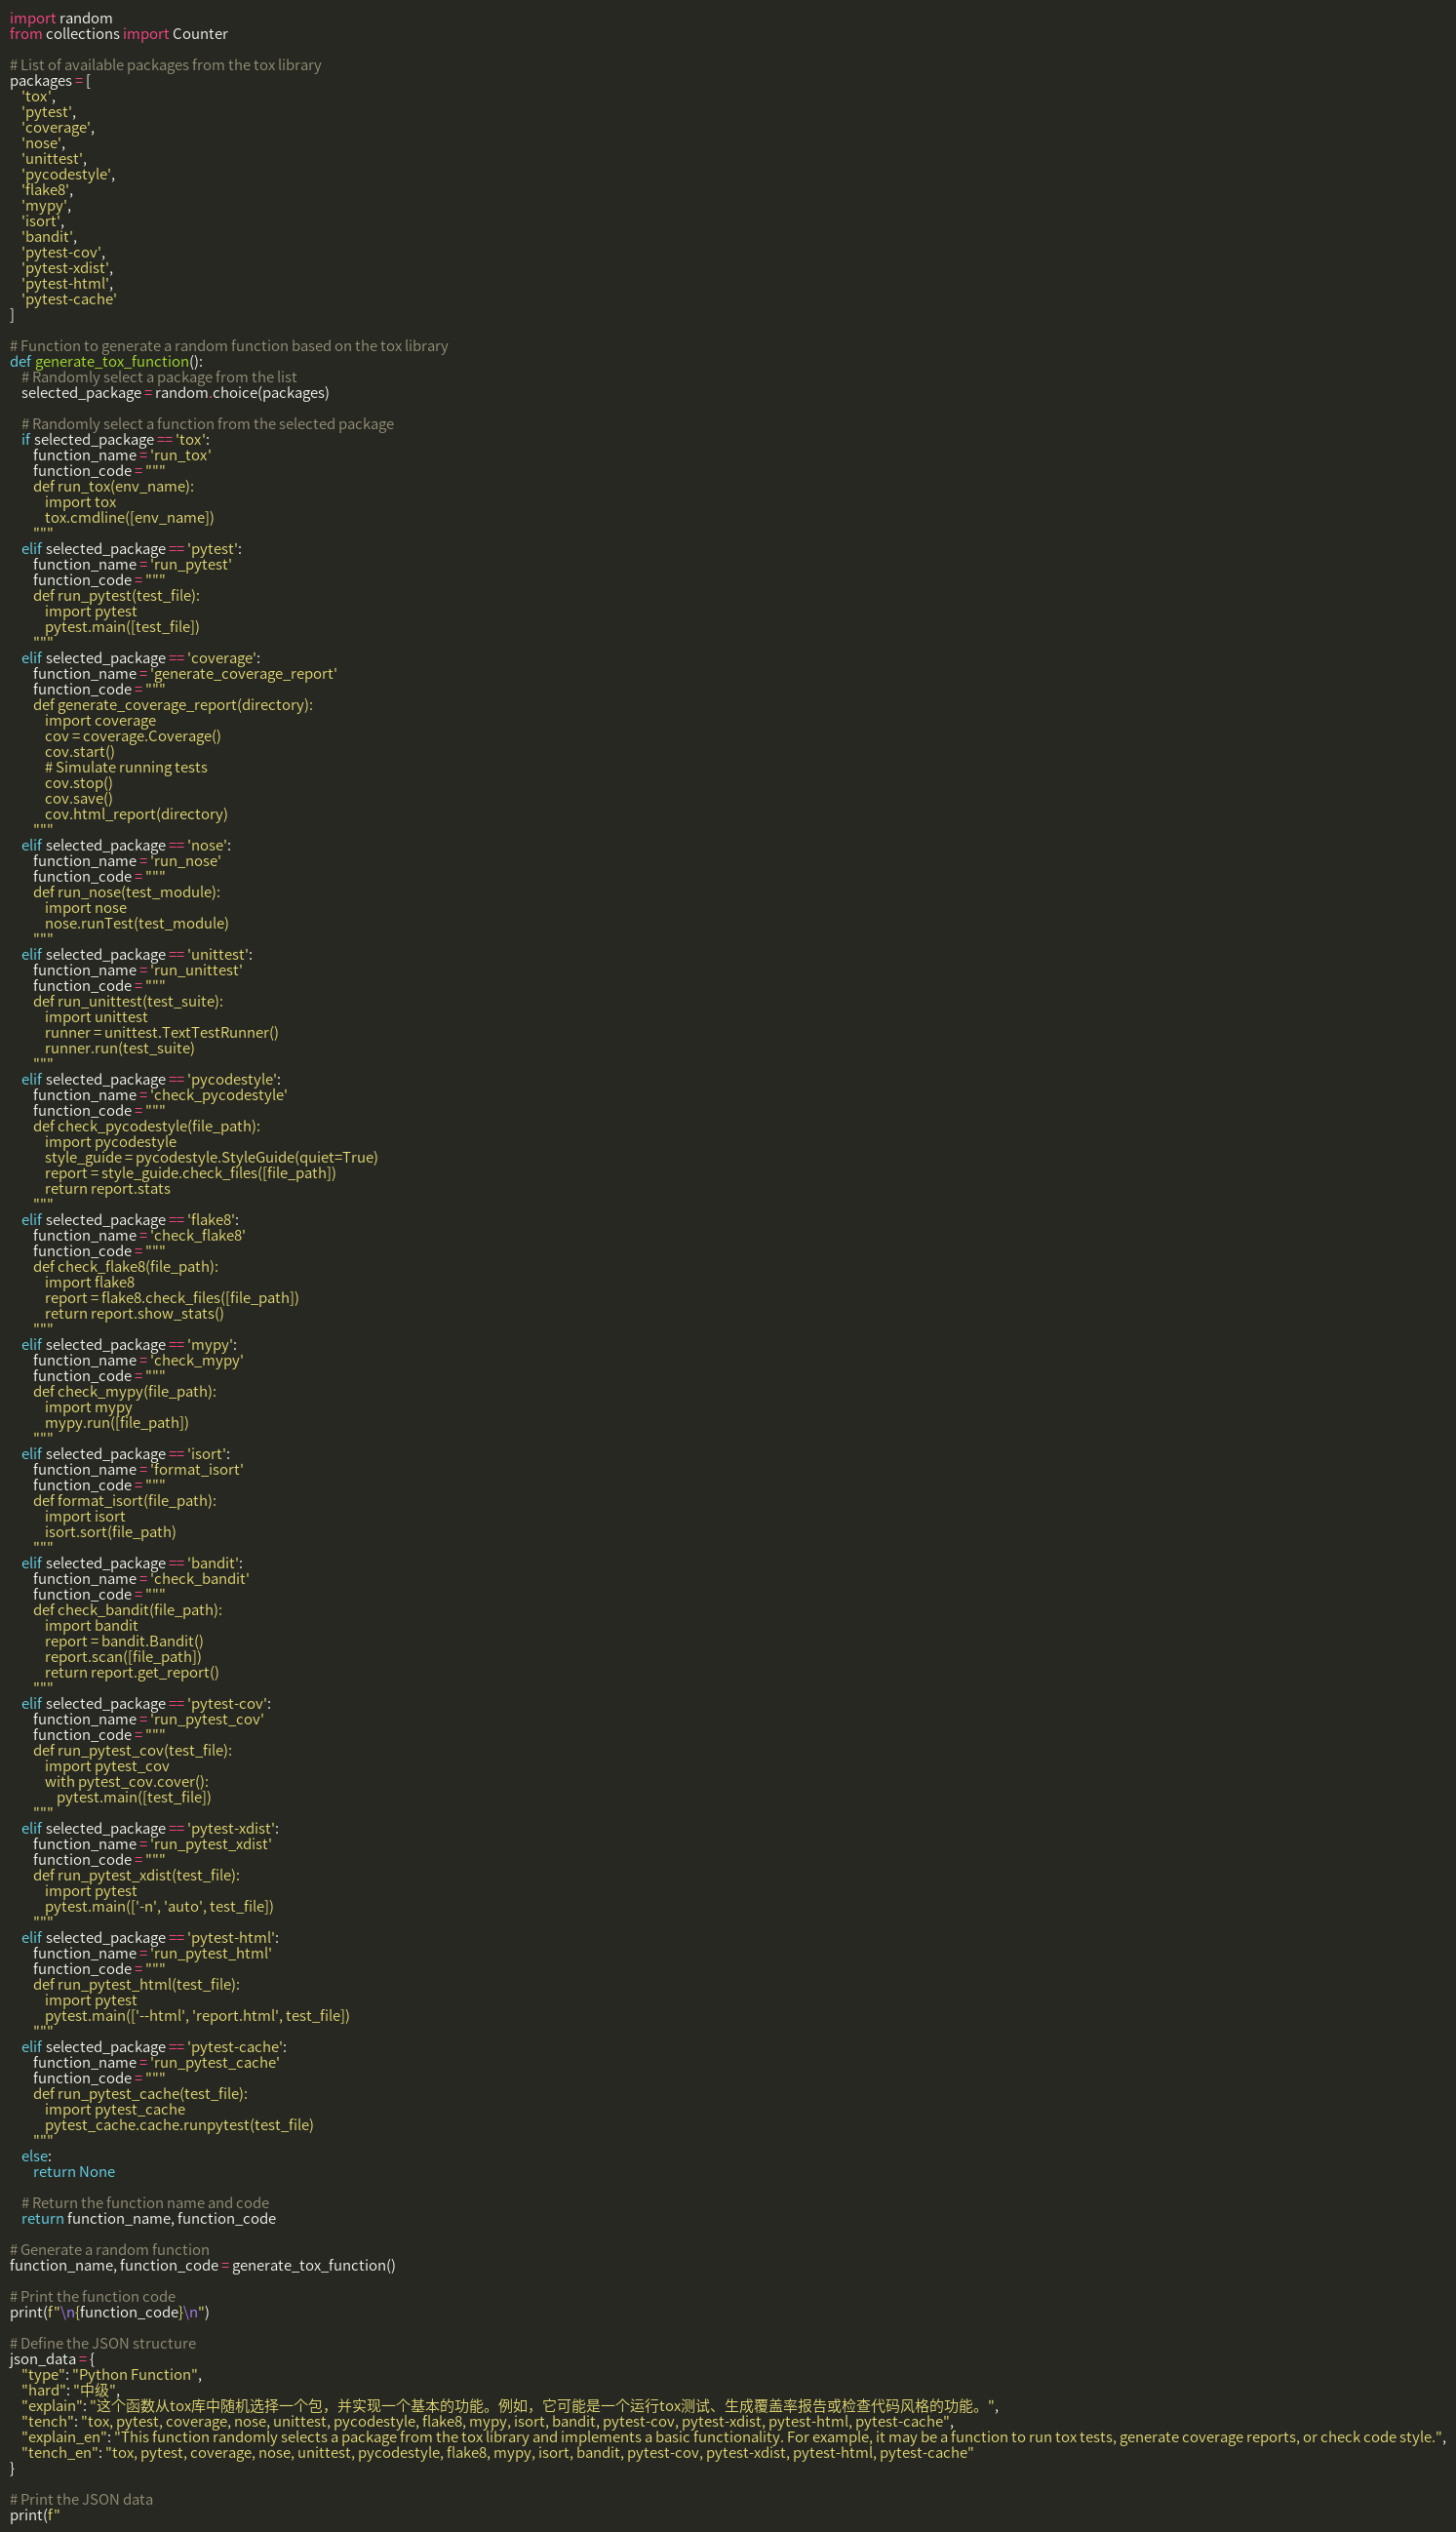 import random
from collections import Counter

# List of available packages from the tox library
packages = [
    'tox',
    'pytest',
    'coverage',
    'nose',
    'unittest',
    'pycodestyle',
    'flake8',
    'mypy',
    'isort',
    'bandit',
    'pytest-cov',
    'pytest-xdist',
    'pytest-html',
    'pytest-cache'
]

# Function to generate a random function based on the tox library
def generate_tox_function():
    # Randomly select a package from the list
    selected_package = random.choice(packages)

    # Randomly select a function from the selected package
    if selected_package == 'tox':
        function_name = 'run_tox'
        function_code = """
        def run_tox(env_name):
            import tox
            tox.cmdline([env_name])
        """
    elif selected_package == 'pytest':
        function_name = 'run_pytest'
        function_code = """
        def run_pytest(test_file):
            import pytest
            pytest.main([test_file])
        """
    elif selected_package == 'coverage':
        function_name = 'generate_coverage_report'
        function_code = """
        def generate_coverage_report(directory):
            import coverage
            cov = coverage.Coverage()
            cov.start()
            # Simulate running tests
            cov.stop()
            cov.save()
            cov.html_report(directory)
        """
    elif selected_package == 'nose':
        function_name = 'run_nose'
        function_code = """
        def run_nose(test_module):
            import nose
            nose.runTest(test_module)
        """
    elif selected_package == 'unittest':
        function_name = 'run_unittest'
        function_code = """
        def run_unittest(test_suite):
            import unittest
            runner = unittest.TextTestRunner()
            runner.run(test_suite)
        """
    elif selected_package == 'pycodestyle':
        function_name = 'check_pycodestyle'
        function_code = """
        def check_pycodestyle(file_path):
            import pycodestyle
            style_guide = pycodestyle.StyleGuide(quiet=True)
            report = style_guide.check_files([file_path])
            return report.stats
        """
    elif selected_package == 'flake8':
        function_name = 'check_flake8'
        function_code = """
        def check_flake8(file_path):
            import flake8
            report = flake8.check_files([file_path])
            return report.show_stats()
        """
    elif selected_package == 'mypy':
        function_name = 'check_mypy'
        function_code = """
        def check_mypy(file_path):
            import mypy
            mypy.run([file_path])
        """
    elif selected_package == 'isort':
        function_name = 'format_isort'
        function_code = """
        def format_isort(file_path):
            import isort
            isort.sort(file_path)
        """
    elif selected_package == 'bandit':
        function_name = 'check_bandit'
        function_code = """
        def check_bandit(file_path):
            import bandit
            report = bandit.Bandit()
            report.scan([file_path])
            return report.get_report()
        """
    elif selected_package == 'pytest-cov':
        function_name = 'run_pytest_cov'
        function_code = """
        def run_pytest_cov(test_file):
            import pytest_cov
            with pytest_cov.cover():
                pytest.main([test_file])
        """
    elif selected_package == 'pytest-xdist':
        function_name = 'run_pytest_xdist'
        function_code = """
        def run_pytest_xdist(test_file):
            import pytest
            pytest.main(['-n', 'auto', test_file])
        """
    elif selected_package == 'pytest-html':
        function_name = 'run_pytest_html'
        function_code = """
        def run_pytest_html(test_file):
            import pytest
            pytest.main(['--html', 'report.html', test_file])
        """
    elif selected_package == 'pytest-cache':
        function_name = 'run_pytest_cache'
        function_code = """
        def run_pytest_cache(test_file):
            import pytest_cache
            pytest_cache.cache.runpytest(test_file)
        """
    else:
        return None

    # Return the function name and code
    return function_name, function_code

# Generate a random function
function_name, function_code = generate_tox_function()

# Print the function code
print(f"\n{function_code}\n")

# Define the JSON structure
json_data = {
    "type": "Python Function",
    "hard": "中级",
    "explain": "这个函数从tox库中随机选择一个包，并实现一个基本的功能。例如，它可能是一个运行tox测试、生成覆盖率报告或检查代码风格的功能。",
    "tench": "tox, pytest, coverage, nose, unittest, pycodestyle, flake8, mypy, isort, bandit, pytest-cov, pytest-xdist, pytest-html, pytest-cache",
    "explain_en": "This function randomly selects a package from the tox library and implements a basic functionality. For example, it may be a function to run tox tests, generate coverage reports, or check code style.",
    "tench_en": "tox, pytest, coverage, nose, unittest, pycodestyle, flake8, mypy, isort, bandit, pytest-cov, pytest-xdist, pytest-html, pytest-cache"
}

# Print the JSON data
print(f"